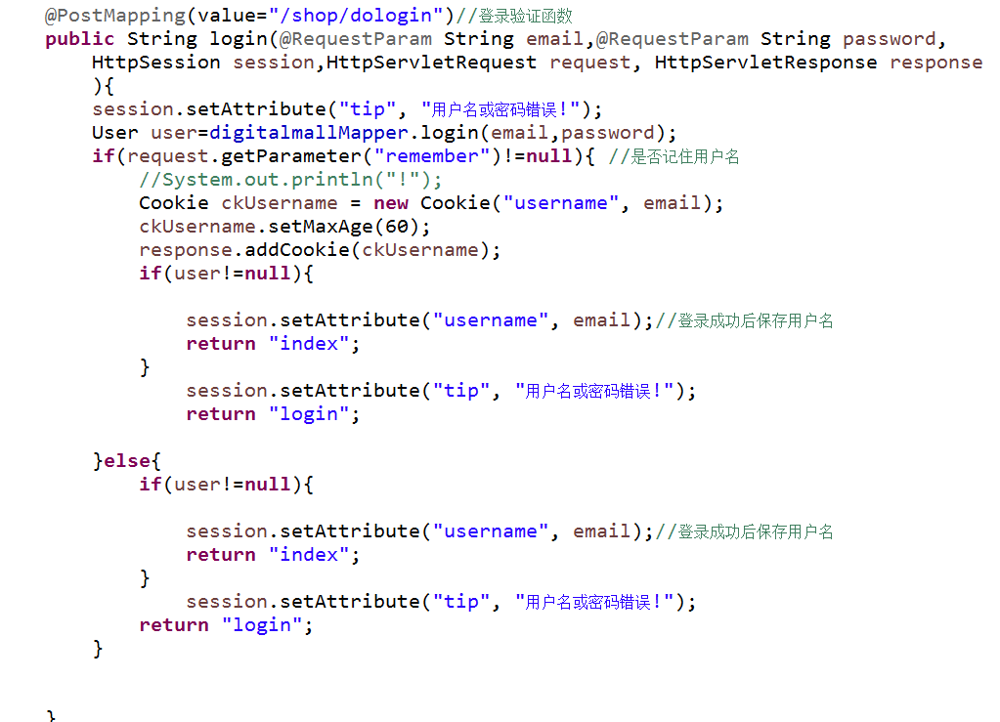 @PostMapping(value="/shop/dologin")//登录验证函数
public String login(@RequestParam String email,@RequestParam String password,
HttpSession session,HttpServletRequest request, HttpServletResponse response
){
session.setAttribute("tip", "用户名或密码错误!");
User user=digitalmallMapper.login(email,password);
if(request.getParameter("remember")!=null){ //是否记住用户名
//System.out.println("!");
Cookie ckUsername = new Cookie("username", email);
ckUsername.setMaxAge(60);
response.addCookie(ckUsername);
if(user!=null){
session.setAttribute("username", email);//登录成功后保存用户名
return "index";
}
session.setAttribute("tip", "用户名或密码错误!");
return "login";
}else{
if(user!=null){
session.setAttribute("username", email);//登录成功后保存用户名
return "index";
}
session.setAttribute("tip", "用户名或密码错误!");
return "login";
}
}